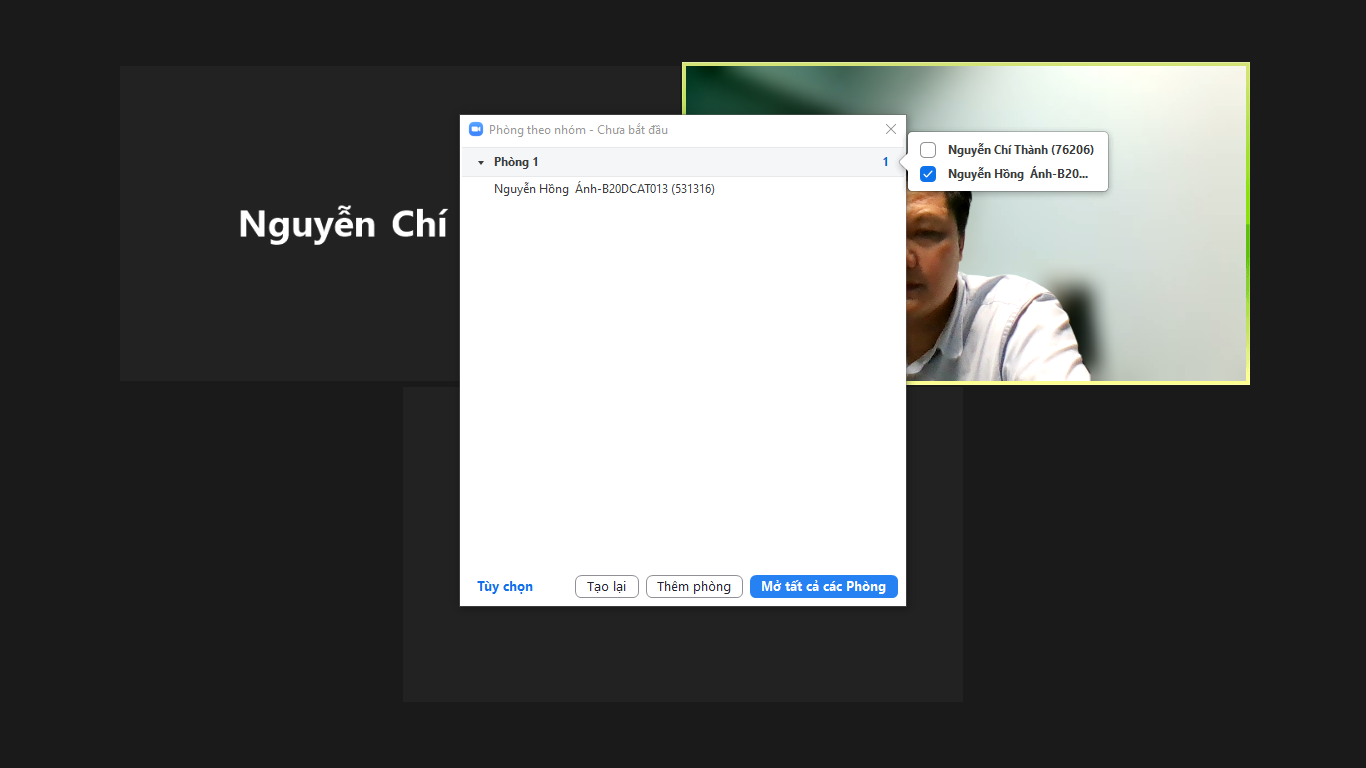 Nguyễn Chí
Phòng theo nhóm - Chưa bắt đầu
Phòng 1
1
Nguyễn Hồng Ánh-B20DCAT013 (531316)
Nguyễn Chí Thành (76206)
Nguyễn Hồng Ánh-B20...
Tùy chọn
Tạo lại
Thêm phòng
Mở tất cả các Phòng